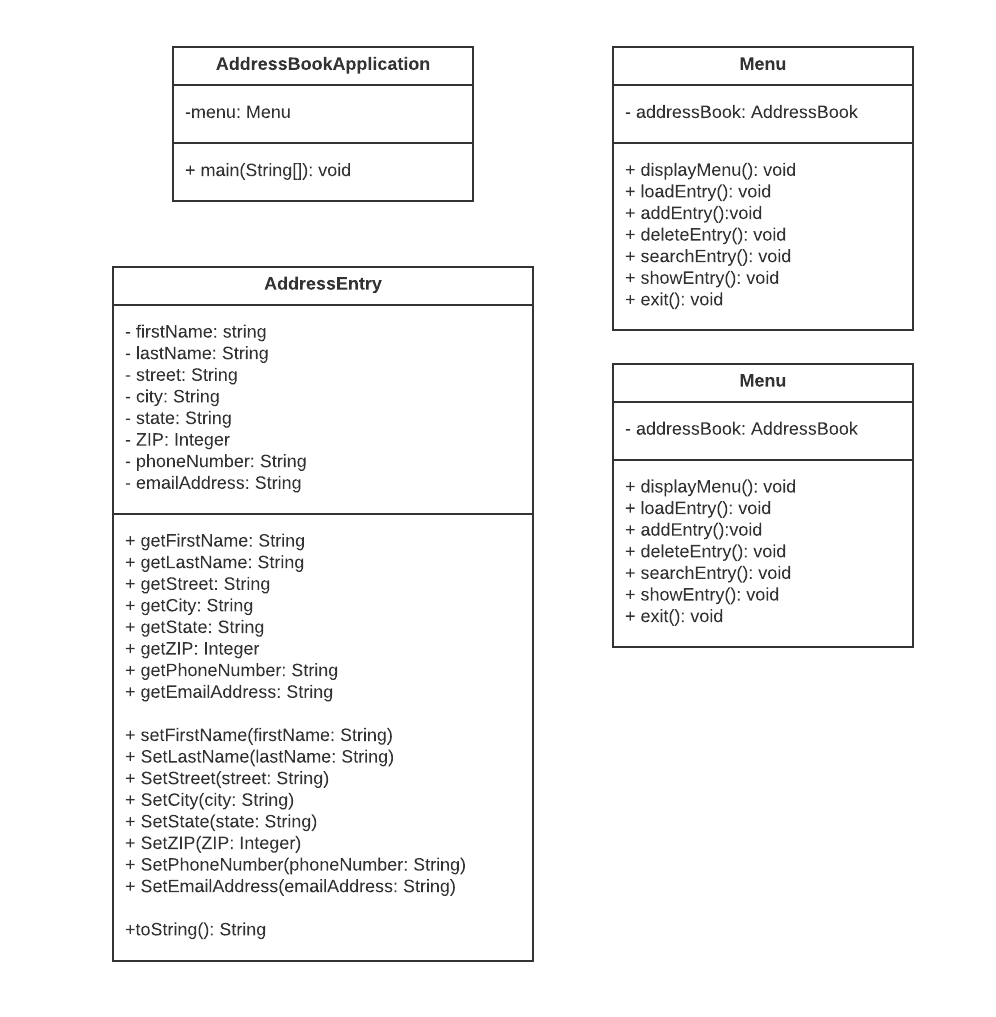 AddressBookApplication
-menu: Menu
+ main(String[]): void
Menu
- addressBook: AddressBook
+ displayMenu(): void
+ loadEntry(): void
+ addEntry():void
+ deleteEntry(): void
+ searchEntry(): void
+ showEntry(): void
+ exit(): void
AddressEntry
- firstName: string
- lastName: String
- street: String
- city: String
- state: String
- ZIP: Integer
- phoneNumber: String
- emailAddress: String
+ getFirstName: String
+ getLastName: String
+ getStreet: String
+ getCity: String
+ getState: String
+ getZIP: Integer
+ getPhoneNumber: String
+ getEmailAddress: String
+ setFirstName(firstName: String)
+ SetLastName(lastName: String)
+ SetStreet(street: String)
+ SetCity(city: String)
+ SetState(state: String)
+ SetZIP(ZIP: Integer)
+ SetPhoneNumber(phoneNumber: String)
+ SetEmailAddress(emailAddress: String)
+toString(): String
Menu
- addressBook: AddressBook
+ displayMenu(): void
+ loadEntry(): void
+ addEntry():void
+ deleteEntry(): void
+ searchEntry(): void
+ showEntry(): void
+ exit(): void